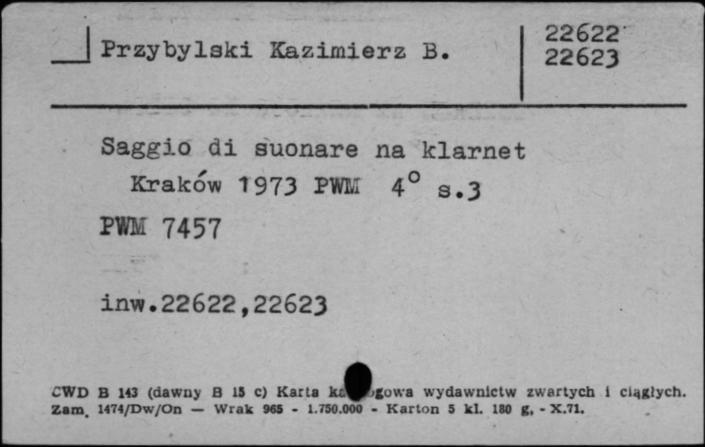 Przybylski Kazimierz B.
22622
22623
Saggio di suonare na klarnet
Kraków 1973 PWM 4° s.3
PWM 7457
inw.22622,22623
CWD B 143 (dawny B 15 c) Karta wydawnictw zwartych i ciągłych.
Zam. 1474/Dw/On — Wrak 965 - 1.750.000 - Karton 5 kl. 180 g, - X.71.